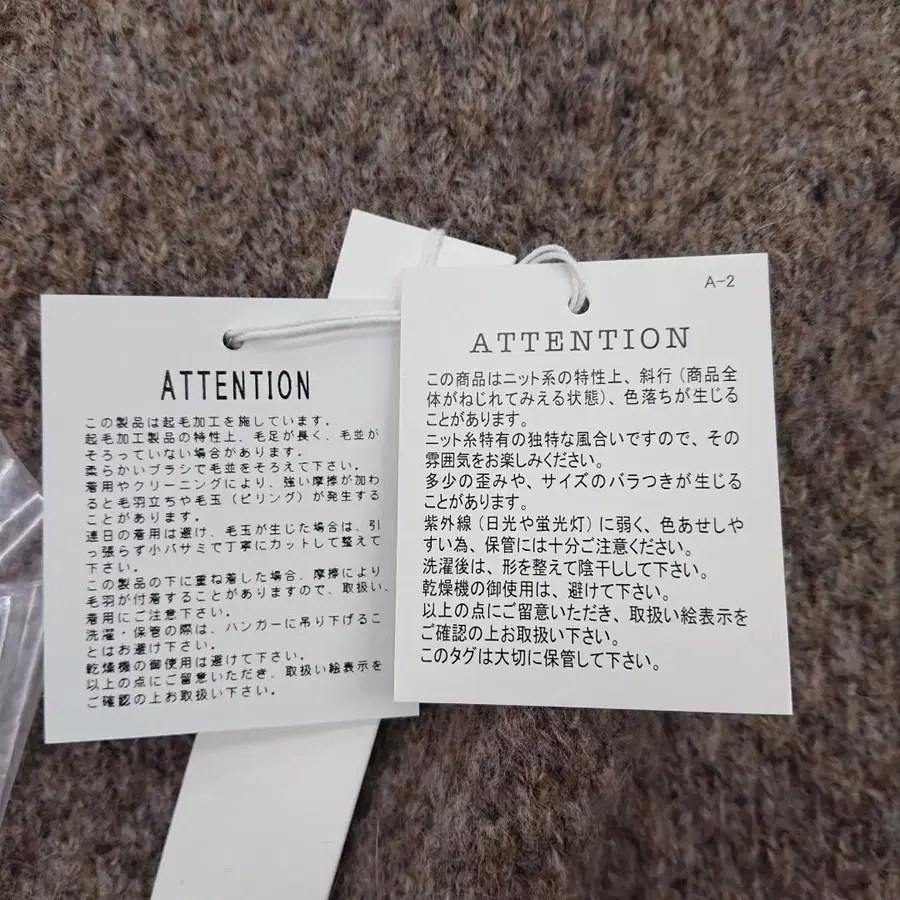 ATTENTION
この製品は起毛加工を施しています。
起毛加工製品の特性上、毛足が長く、毛並が
そろっていない場合があります。
柔らかいブラシで毛並をそろえて下さい。
着用やクリーニングにより、強い摩擦が加わ
ると毛羽立ちや毛玉（ピリング）が発生する
ことがあります。
連日の着用は避け、毛玉が生じた場合は、引
っ張らず小バサミで丁寧にカットして整えて
下さい。
この製品の下に重ね着した場合、摩擦により
毛羽が付着することがありますので、取扱い、
着用にご注意下さい。
洗濯・保管の際は、ハンガーに吊り下げるこ
とはお避け下さい。
乾燥機の御使用は避けて下さい。
以上の点にご留意いただき、取扱い絵表示を
ご確認の上お取扱い下さい。
A-2
ATTENTION
この商品はニット系の特性上、斜行（商品全
体がねじれてみえる状態）、色落ちが生じる
ことがあります。
ニット糸特有の独特な風合いですので、その
雰囲気をお楽しみください。
多少の歪みや、サイズのバラつきが生じる
ことがあります。
紫外線（日光や蛍光灯）に弱く、色あせしや
すい為、保管には十分ご注意ください。
洗濯後は、形を整えて陰干しして下さい。
乾燥機の御使用は、避けて下さい。
以上の点にご留意いただき、取扱い絵表示を
ご確認の上お取扱い下さい。
このタグは大切に保管して下さい。